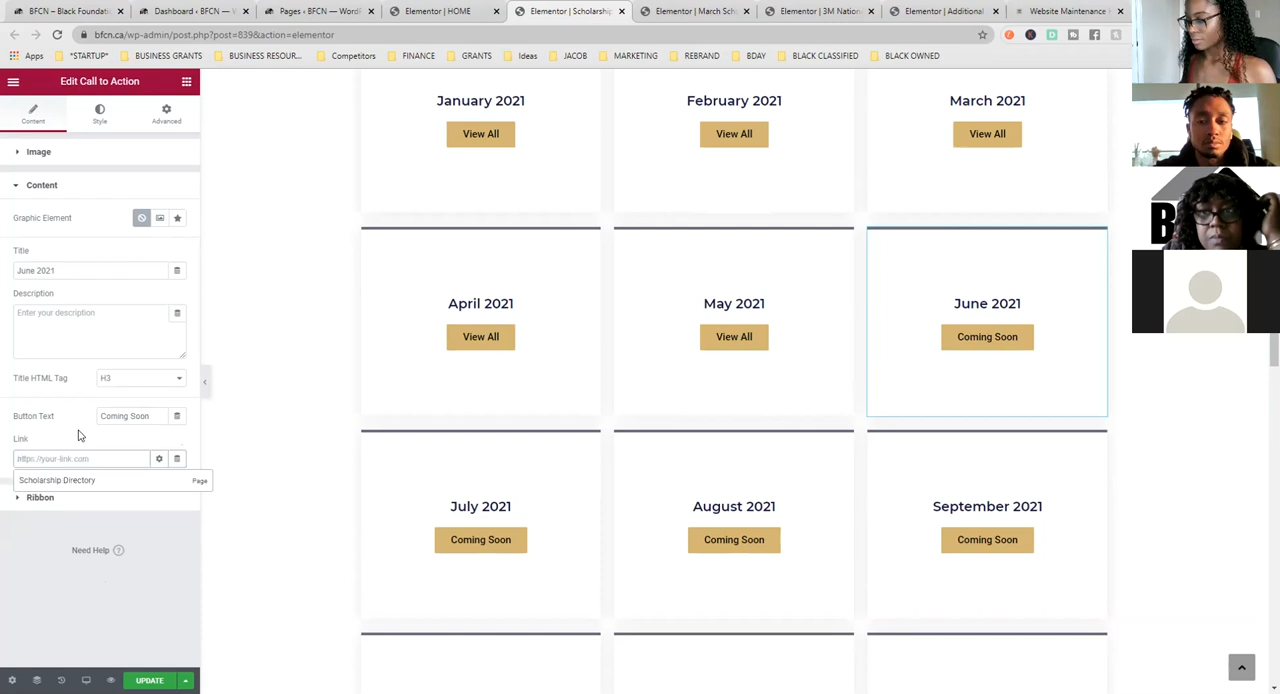 BFCN – Black Founda
Dashboard ‹ BFCN — W
Pages ‹ BFCN — WordP
Elementor | HOME
Elementor | Scholarship
Elementor | March Sch
Elementor | 3M Nation
Elementor | Additional
Website Maintenance
bfcn.ca/wp-admin/post.php?post=839&action=elementor
Apps *STARTUP* BUSINESS GRANTS BUSINESS RESOUR... Competitors FINANCE GRANTS Ideas JACOB MARKETING REBRAND BDAY BLACK CLASSIFIED BLACK OWNED
Edit Call to Action
Content Style Advanced
Image
Content
Graphic Element
Title
June 2021
Description
Enter your description
Title HTML Tag H3
Button Text Coming Soon
Link
https://your-link.com
Scholarship Directory Page
Ribbon
Need Help ?
UPDATE
January 2021 February 2021 March 2021
View All View All View All
April 2021 May 2021 June 2021
View All View All Coming Soon
July 2021 August 2021 September 2021
Coming Soon Coming Soon Coming Soon